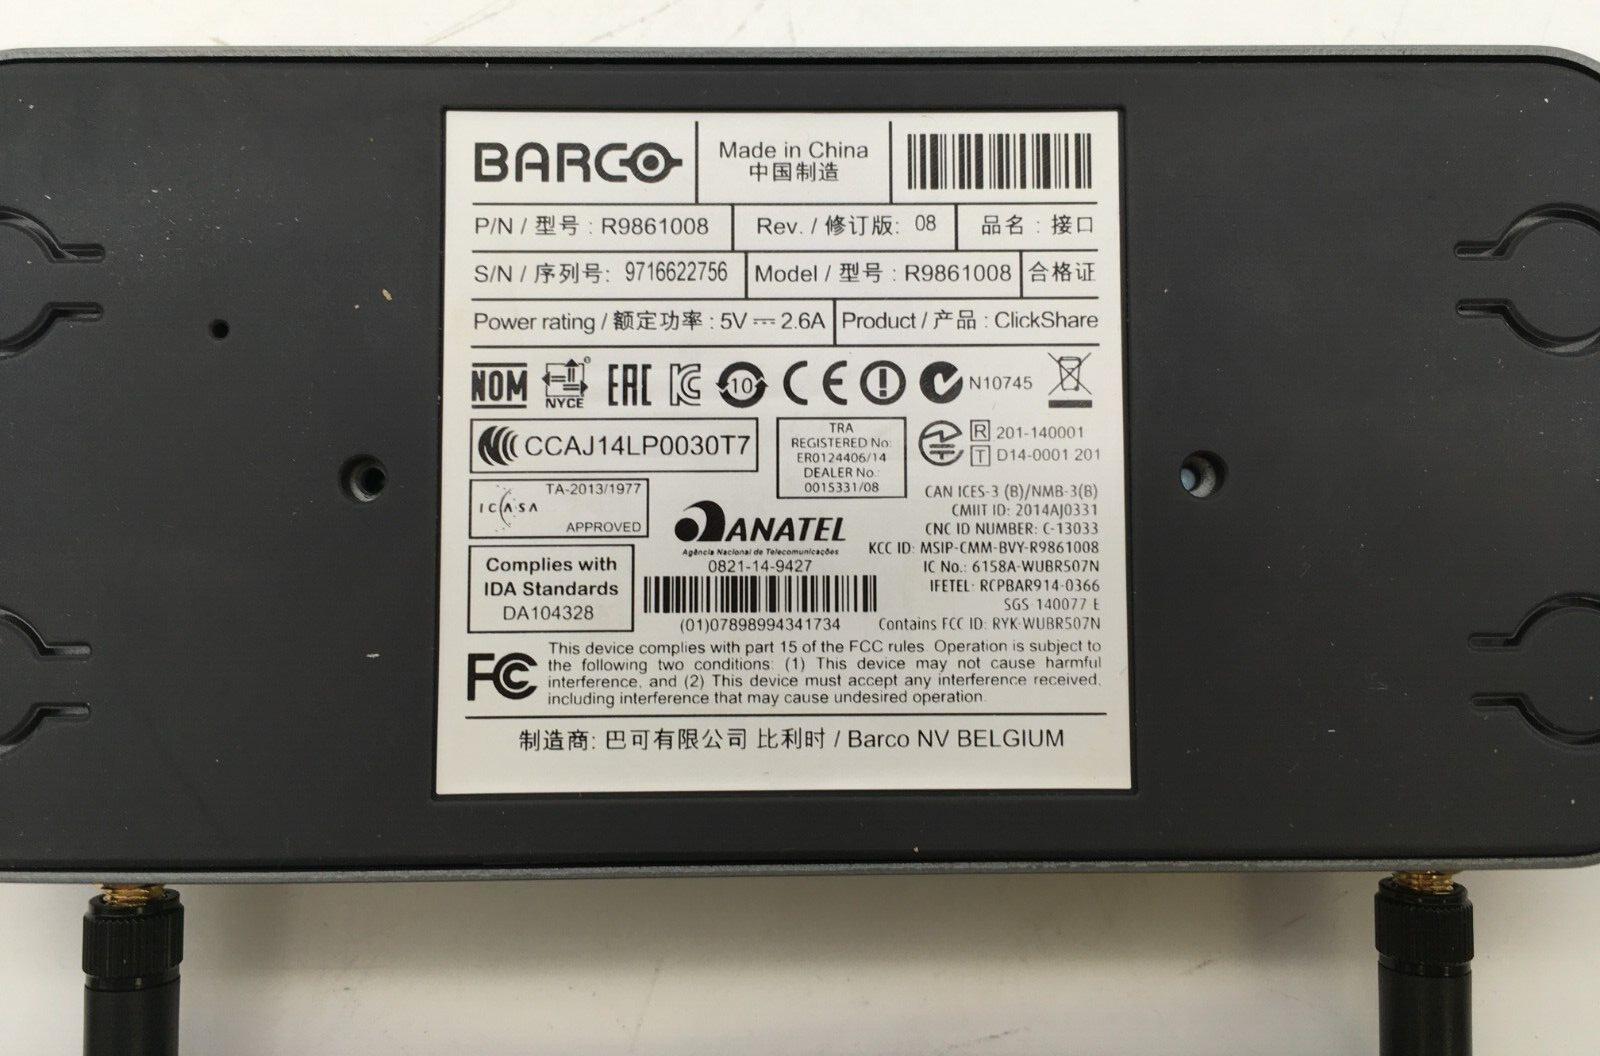 BARCO
Made in China
中国制造
P/N / 型号 : R9861008
Rev. / 修订版: 08
品名 : 接口
S/N / 序列号: 9716622756
Model / 型号 : R9861008
合格证
Power rating / 额定功率 : 5V ⎓ 2.6A
Product / 产品 : ClickShare
NOM
NYCE
EAC
KC
10
CE
N10745
CCAJ14LP0030T7
TRA
REGISTERED No:
ER0124406/14
DEALER No.:
0015331/08
R 201-140001
T D14-0001 201
ICASA
TA-2013/1977
APPROVED
ANATEL
Agência Nacional de Telecomunicações
0821-14-9427
(01)07898994341734
CAN ICES-3 (B)/NMB-3(B)
CMIIT ID: 2014AJ0331
CNC ID NUMBER: C-13033
KCC ID: MSIP-CMM-BVY-R9861008
IC No.: 6158A-WUBR507N
IFETEL: RCPBAR914-0366
SGS 140077 E
Contains FCC ID: RYK-WUBR507N
Complies with
IDA Standards
DA104328
FC
This device complies with part 15 of the FCC rules. Operation is subject to
the following two conditions: (1) This device may not cause harmful
interference, and (2) This device must accept any interference received,
including interference that may cause undesired operation.
制造商: 巴可有限公司 比利时 / Barco NV BELGIUM